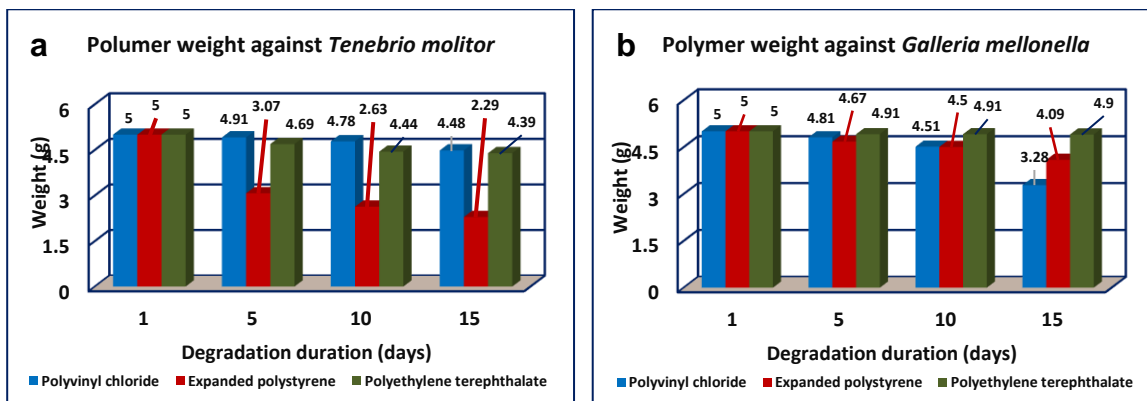 a Polumer weight against Tenebrio molitor
5 5 5 4.91 3.07 4.69 4.78 2.63 4.44 4.48 2.29 4.39
Weight (g)
6
4.5
3
1.5
0
1 5 10 15
Degradation duration (days)
Polyvinyl chloride Expanded polystyrene Polyethylene terephthalate
b Polymer weight against Galleria mellonella
5 5 5 4.81 4.67 4.91 4.51 4.5 4.91 3.28 4.09 4.9
Weight (g)
6
4.5
3
1.5
0
1 5 10 15
Degradation duration (days)
Polyvinyl chloride Expanded polystyrene Polyethylene terephthalate